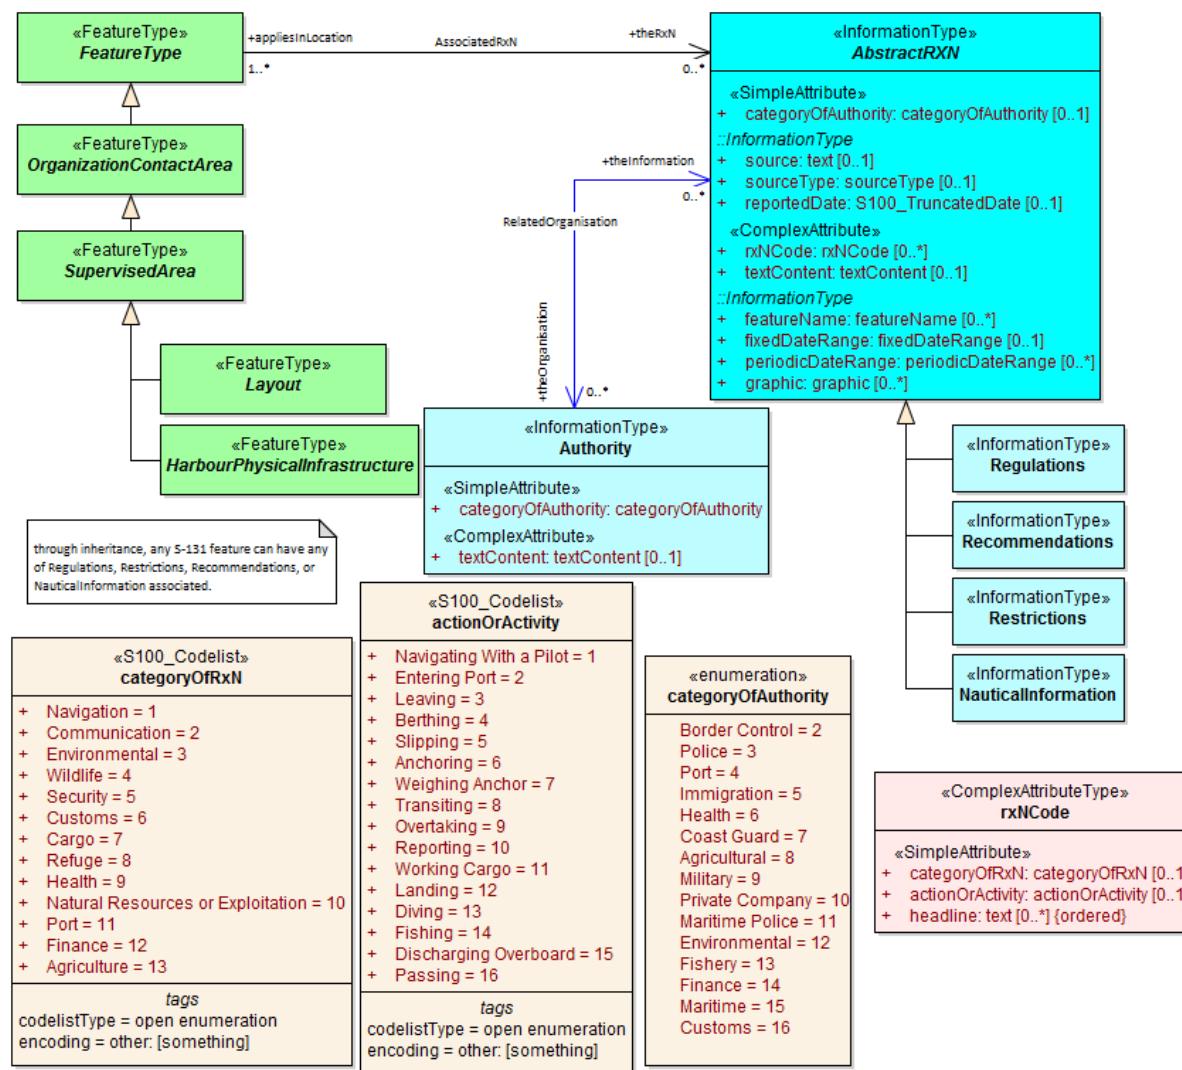 «FeatureType»
FeatureType
+appliesInLocation
AssociatedRxN
+theRxN
1..*
0..*
«InformationType»
AbstractRXN
«SimpleAttribute»
+ categoryOfAuthority: categoryOfAuthority [0..1]
::InformationType
+ source: text [0..1]
+ sourceType: sourceType [0..1]
+ reportedDate: S100_TruncatedDate [0..1]
«ComplexAttribute»
+ rxNCode: rxNCode [0..*]
+ textContent: textContent [0..1]
::InformationType
+ featureName: featureName [0..*]
+ fixedDateRange: fixedDateRange [0..1]
+ periodicDateRange: periodicDateRange [0..*]
+ graphic: graphic [0..*]
«FeatureType»
OrganizationContactArea
+theInformation
0..*
RelatedOrganisation
+theOrganisation
0..*
«FeatureType»
SupervisedArea
«FeatureType»
Layout
«FeatureType»
HarbourPhysicalInfrastructure
«InformationType»
Authority
«SimpleAttribute»
+ categoryOfAuthority: categoryOfAuthority
«ComplexAttribute»
+ textContent: textContent [0..1]
«InformationType»
Regulations
«InformationType»
Recommendations
«InformationType»
Restrictions
«InformationType»
NauticalInformation
through inheritance, any S-131 feature can have any
of Regulations, Restrictions, Recommendations, or
NauticalInformation associated.
«S100_Codelist»
categoryOfRxN
+ Navigation = 1
+ Communication = 2
+ Environmental = 3
+ Wildlife = 4
+ Security = 5
+ Customs = 6
+ Cargo = 7
+ Refuge = 8
+ Health = 9
+ Natural Resources or Exploitation = 10
+ Port = 11
+ Finance = 12
+ Agriculture = 13
tags
codelistType = open enumeration
encoding = other: [something]
«S100_Codelist»
actionOrActivity
+ Navigating With a Pilot = 1
+ Entering Port = 2
+ Leaving = 3
+ Berthing = 4
+ Slipping = 5
+ Anchoring = 6
+ Weighing Anchor = 7
+ Transiting = 8
+ Overtaking = 9
+ Reporting = 10
+ Working Cargo = 11
+ Landing = 12
+ Diving = 13
+ Fishing = 14
+ Discharging Overboard = 15
+ Passing = 16
tags
codelistType = open enumeration
encoding = other: [something]
«enumeration»
categoryOfAuthority
Border Control = 2
Police = 3
Port = 4
Immigration = 5
Health = 6
Coast Guard = 7
Agricultural = 8
Military = 9
Private Company = 10
Maritime Police = 11
Environmental = 12
Fishery = 13
Finance = 14
Maritime = 15
Customs = 16
«ComplexAttributeType»
rxNCode
«SimpleAttribute»
+ categoryOfRxN: categoryOfRxN [0..1
+ actionOrActivity: actionOrActivity [0..1
+ headline: text [0..*] {ordered}